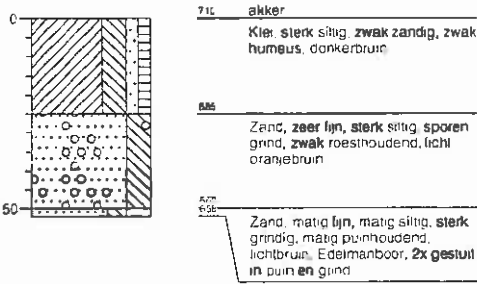 0
akker
Klei, sterk siltig, zwak zandig, zwak
humeus, donkerbruin
Zand, zeer fijn, sterk siltig, sporen
grind, zwak roesthoudend, licht
oranjebruin
50
Zand, matig fijn, matig siltig, sterk
grindig, matig puinhoudend,
lichtbruin, Edelmanboor, 2x gestuit
in puin en grind